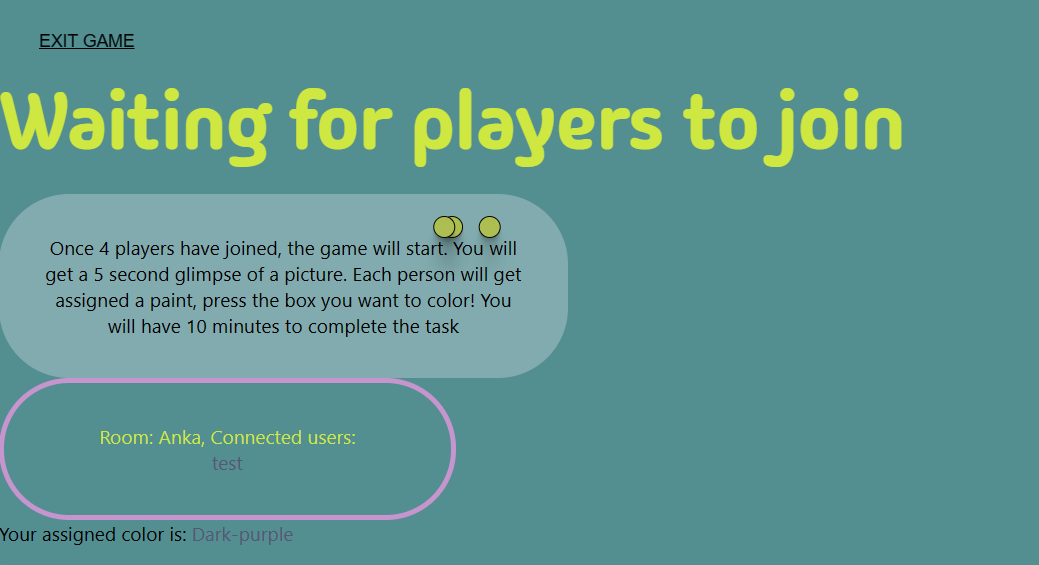 EXIT GAME
Waiting for players to join
Once 4 players have joined, the game will start. You will
get a 5 second glimpse of a picture. Each person will get
assigned a paint, press the box you want to color! You
will have 10 minutes to complete the task
Room: Anka, Connected users:
test
Your assigned color is: Dark-purple